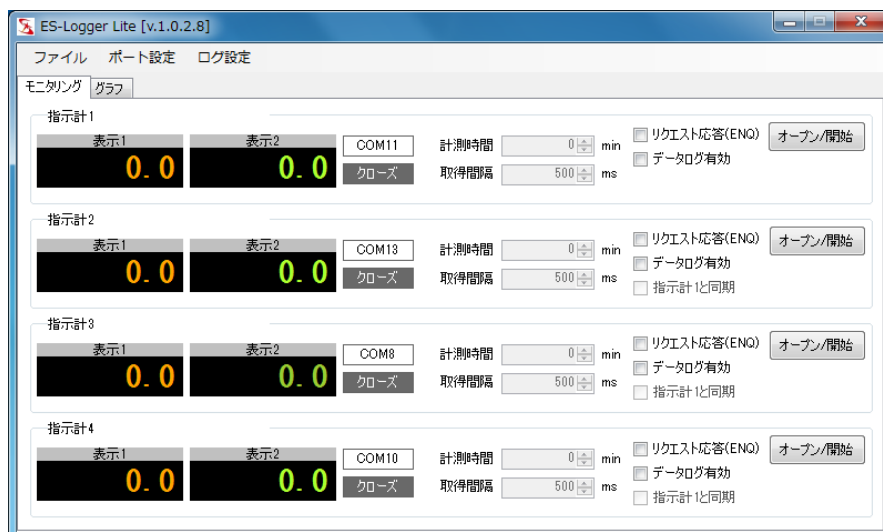 ES-Logger Lite [v.1.0.2.8]
ファイル ポート設定 ログ設定
モニタリング グラフ
指示計1
表示1 表示2
0.0 0.0
COM11
クローズ
計測時間 0 min
取得間隔 500 ms
リクエスト応答(ENQ)
データログ有効
オープン/開始
指示計2
表示1 表示2
0.0 0.0
COM13
クローズ
計測時間 0 min
取得間隔 500 ms
リクエスト応答(ENQ)
データログ有効
指示計1と同期
オープン/開始
指示計3
表示1 表示2
0.0 0.0
COM8
クローズ
計測時間 0 min
取得間隔 500 ms
リクエスト応答(ENQ)
データログ有効
指示計1と同期
オープン/開始
指示計4
表示1 表示2
0.0 0.0
COM10
クローズ
計測時間 0 min
取得間隔 500 ms
リクエスト応答(ENQ)
データログ有効
指示計1と同期
オープン/開始